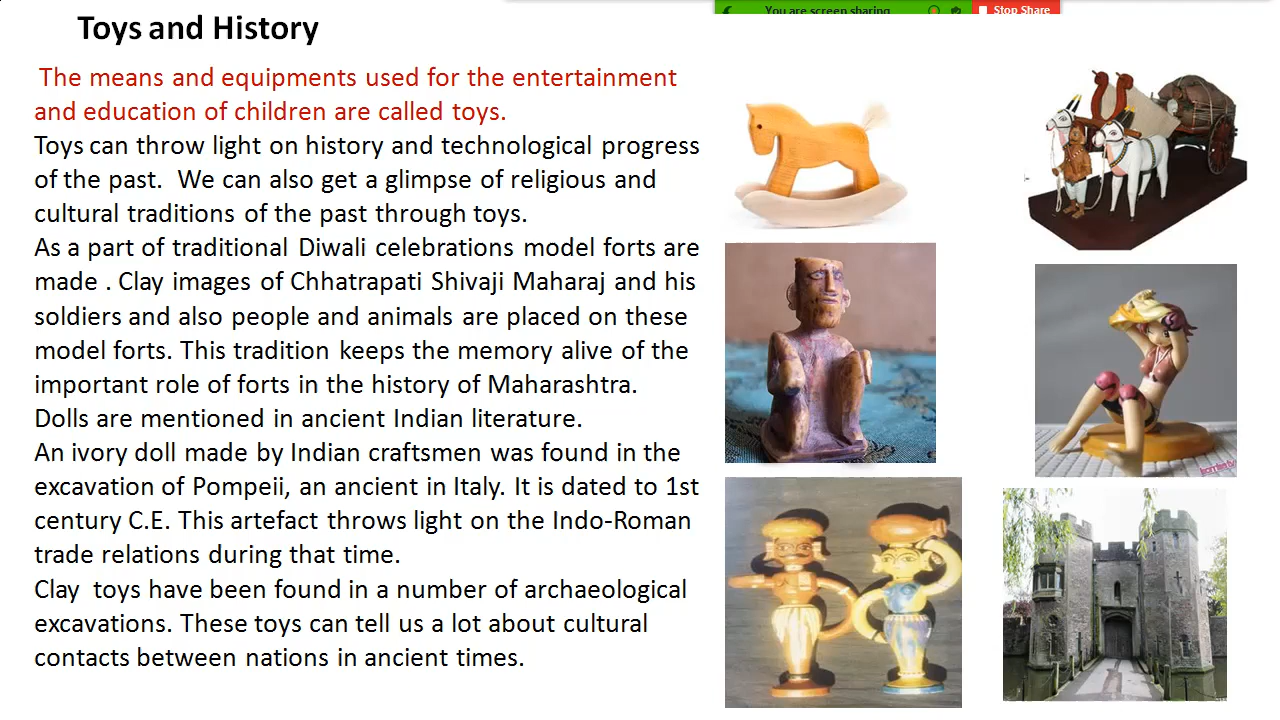 You are screen sharing
Stop Share
Toys and History
The means and equipments used for the entertainment
and education of children are called toys.
Toys can throw light on history and technological progress
of the past. We can also get a glimpse of religious and
cultural traditions of the past through toys.
As a part of traditional Diwali celebrations model forts are
made . Clay images of Chhatrapati Shivaji Maharaj and his
soldiers and also people and animals are placed on these
model forts. This tradition keeps the memory alive of the
important role of forts in the history of Maharashtra.
Dolls are mentioned in ancient Indian literature.
An ivory doll made by Indian craftsmen was found in the
excavation of Pompeii, an ancient in Italy. It is dated to 1st
century C.E. This artefact throws light on the Indo-Roman
trade relations during that time.
Clay toys have been found in a number of archaeological
excavations. These toys can tell us a lot about cultural
contacts between nations in ancient times.